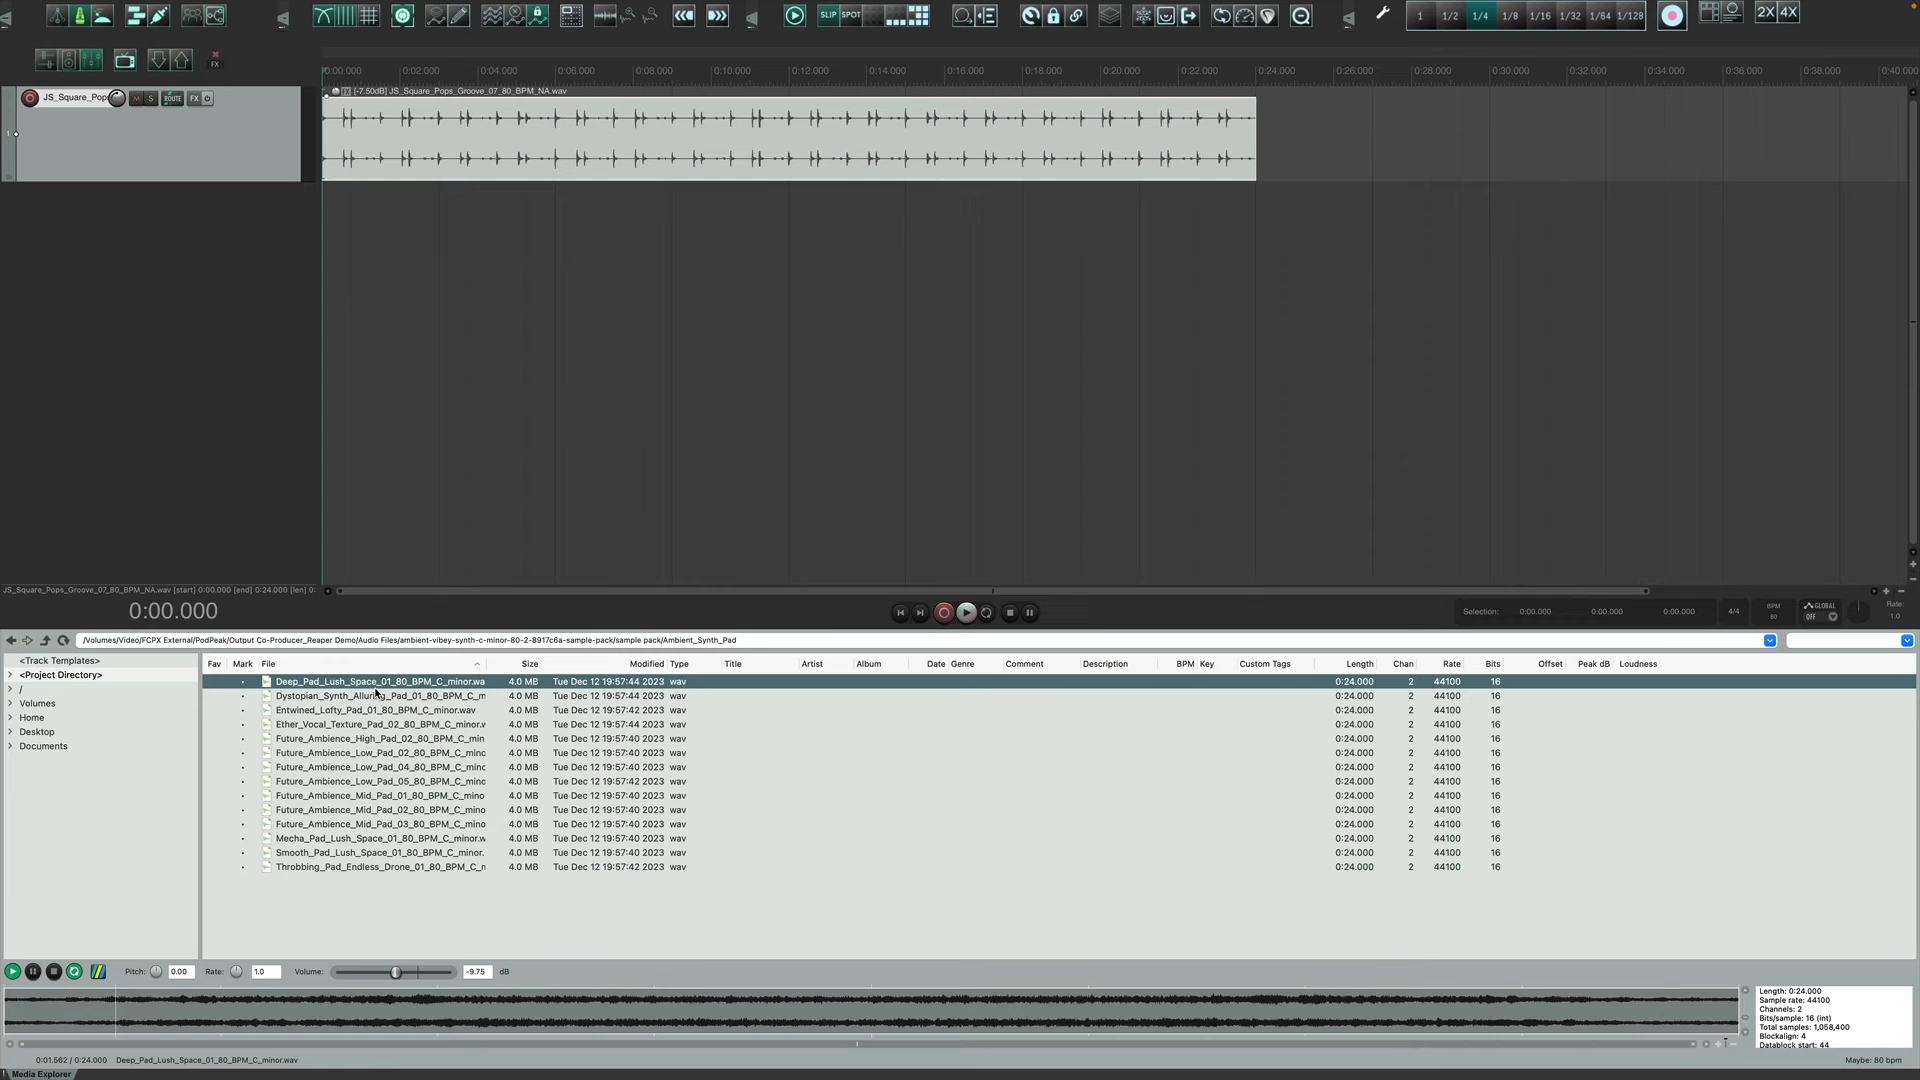 SLIP SPOT 1 1/2 1/4 1/8 1/16 1/32 1/64 1/128 2X 4X
FX
0:00.000 0:02.000 0:04.000 0:06.000 0:08.000 0:10.000 0:12.000 0:14.000 0:16.000 0:18.000 0:20.000 0:22.000 0:24.000 0:26.000 0:28.000 0:30.000 0:32.000 0:34.000 0:36.000 0:38.000 0:40.000
[-7.50dB] JS_Square_Pops_Groove_07_80_BPM_NA.wav
JS_Square_Pops M S ROUTE FX
1
JS_Square_Pops_Groove_07_80_BPM_NA.wav [start] 0:00.000 [end] 0:24.000 [len] 0:
0:00.000
Selection: 0:00.000 0:00.000 0:00.000 4/4 BPM 80 GLOBAL OFF Rate: 1.0
/Volumes/Video/FCPX External/PodPeak/Output Co-Producer_Reaper Demo/Audio Files/ambient-vibey-synth-c-minor-80-2-8917c6a-sample-pack/sample pack/Ambient_Synth_Pad
<Track Templates>
<Project Directory>
/
Volumes
Home
Desktop
Documents
Fav Mark File Size Modified Type Title Artist Album Date Genre Comment Description BPM Key Custom Tags Length Chan Rate Bits Offset Peak dB Loudness
Deep_Pad_Lush_Space_01_80_BPM_C_minor.wa 4.0 MB Tue Dec 12 19:57:44 2023 wav 0:24.000 2 44100 16
Dystopian_Synth_Alluring_Pad_01_80_BPM_C_m 4.0 MB Tue Dec 12 19:57:44 2023 wav 0:24.000 2 44100 16
Entwined_Lofty_Pad_01_80_BPM_C_minor.wav 4.0 MB Tue Dec 12 19:57:42 2023 wav 0:24.000 2 44100 16
Ether_Vocal_Texture_Pad_02_80_BPM_C_minor.v 4.0 MB Tue Dec 12 19:57:44 2023 wav 0:24.000 2 44100 16
Future_Ambience_High_Pad_02_80_BPM_C_min 4.0 MB Tue Dec 12 19:57:40 2023 wav 0:24.000 2 44100 16
Future_Ambience_Low_Pad_02_80_BPM_C_minc 4.0 MB Tue Dec 12 19:57:40 2023 wav 0:24.000 2 44100 16
Future_Ambience_Low_Pad_04_80_BPM_C_minc 4.0 MB Tue Dec 12 19:57:40 2023 wav 0:24.000 2 44100 16
Future_Ambience_Low_Pad_05_80_BPM_C_minc 4.0 MB Tue Dec 12 19:57:42 2023 wav 0:24.000 2 44100 16
Future_Ambience_Mid_Pad_01_80_BPM_C_mino 4.0 MB Tue Dec 12 19:57:40 2023 wav 0:24.000 2 44100 16
Future_Ambience_Mid_Pad_02_80_BPM_C_mino 4.0 MB Tue Dec 12 19:57:40 2023 wav 0:24.000 2 44100 16
Future_Ambience_Mid_Pad_03_80_BPM_C_mino 4.0 MB Tue Dec 12 19:57:40 2023 wav 0:24.000 2 44100 16
Mecha_Pad_Lush_Space_01_80_BPM_C_minor.w 4.0 MB Tue Dec 12 19:57:40 2023 wav 0:24.000 2 44100 16
Smooth_Pad_Lush_Space_01_80_BPM_C_minor. 4.0 MB Tue Dec 12 19:57:40 2023 wav 0:24.000 2 44100 16
Throbbing_Pad_Endless_Drone_01_80_BPM_C_r 4.0 MB Tue Dec 12 19:57:42 2023 wav 0:24.000 2 44100 16
Pitch: 0.00 Rate: 1.0 Volume: -9.75 dB
Length: 0:24.000
Sample rate: 44100
Channels: 2
Bits/sample: 16 (int)
Total samples: 1,058,400
Blockalign: 4
Datablock start: 44
0:01.562 / 0:24.000 Deep_Pad_Lush_Space_01_80_BPM_C_minor.wav Maybe: 80 bpm
Media Explorer